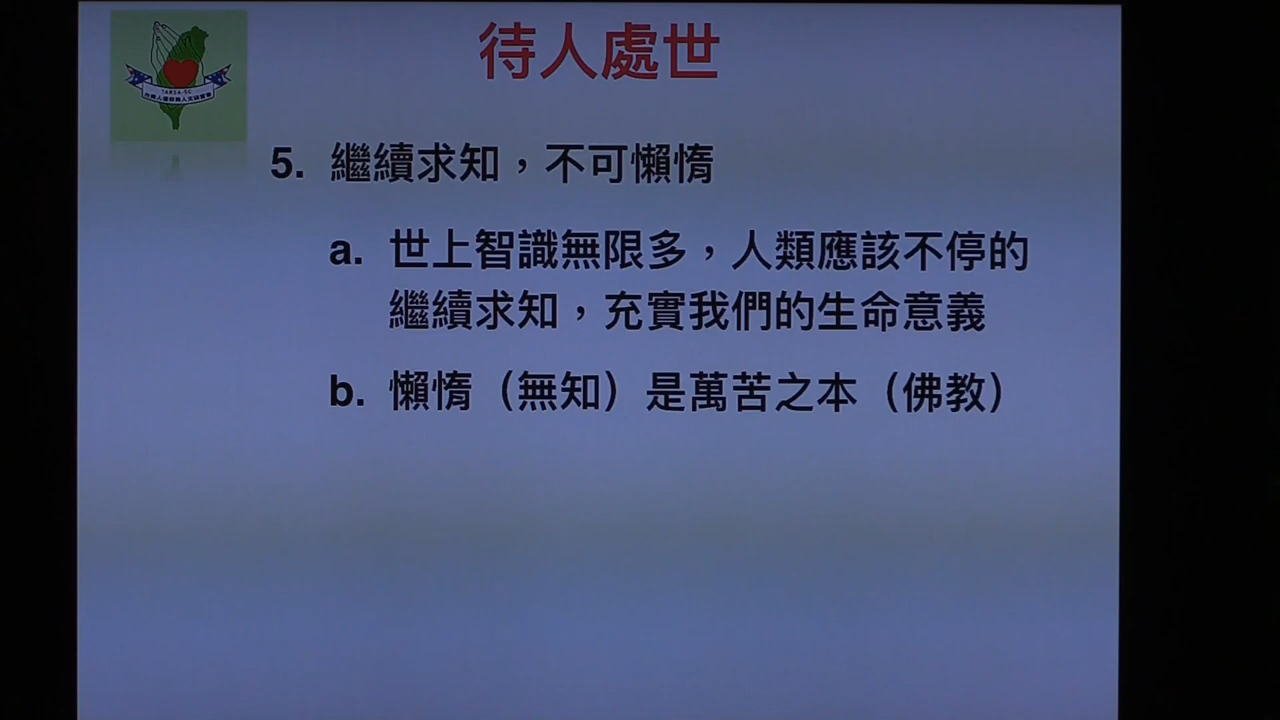 待人處世
TARSA-SC
5. 繼續求知，不可懶惰
a. 世上智識無限多，人類應該不停的
繼續求知，充實我們的生命意義
b. 懶惰（無知）是萬苦之本（佛教）